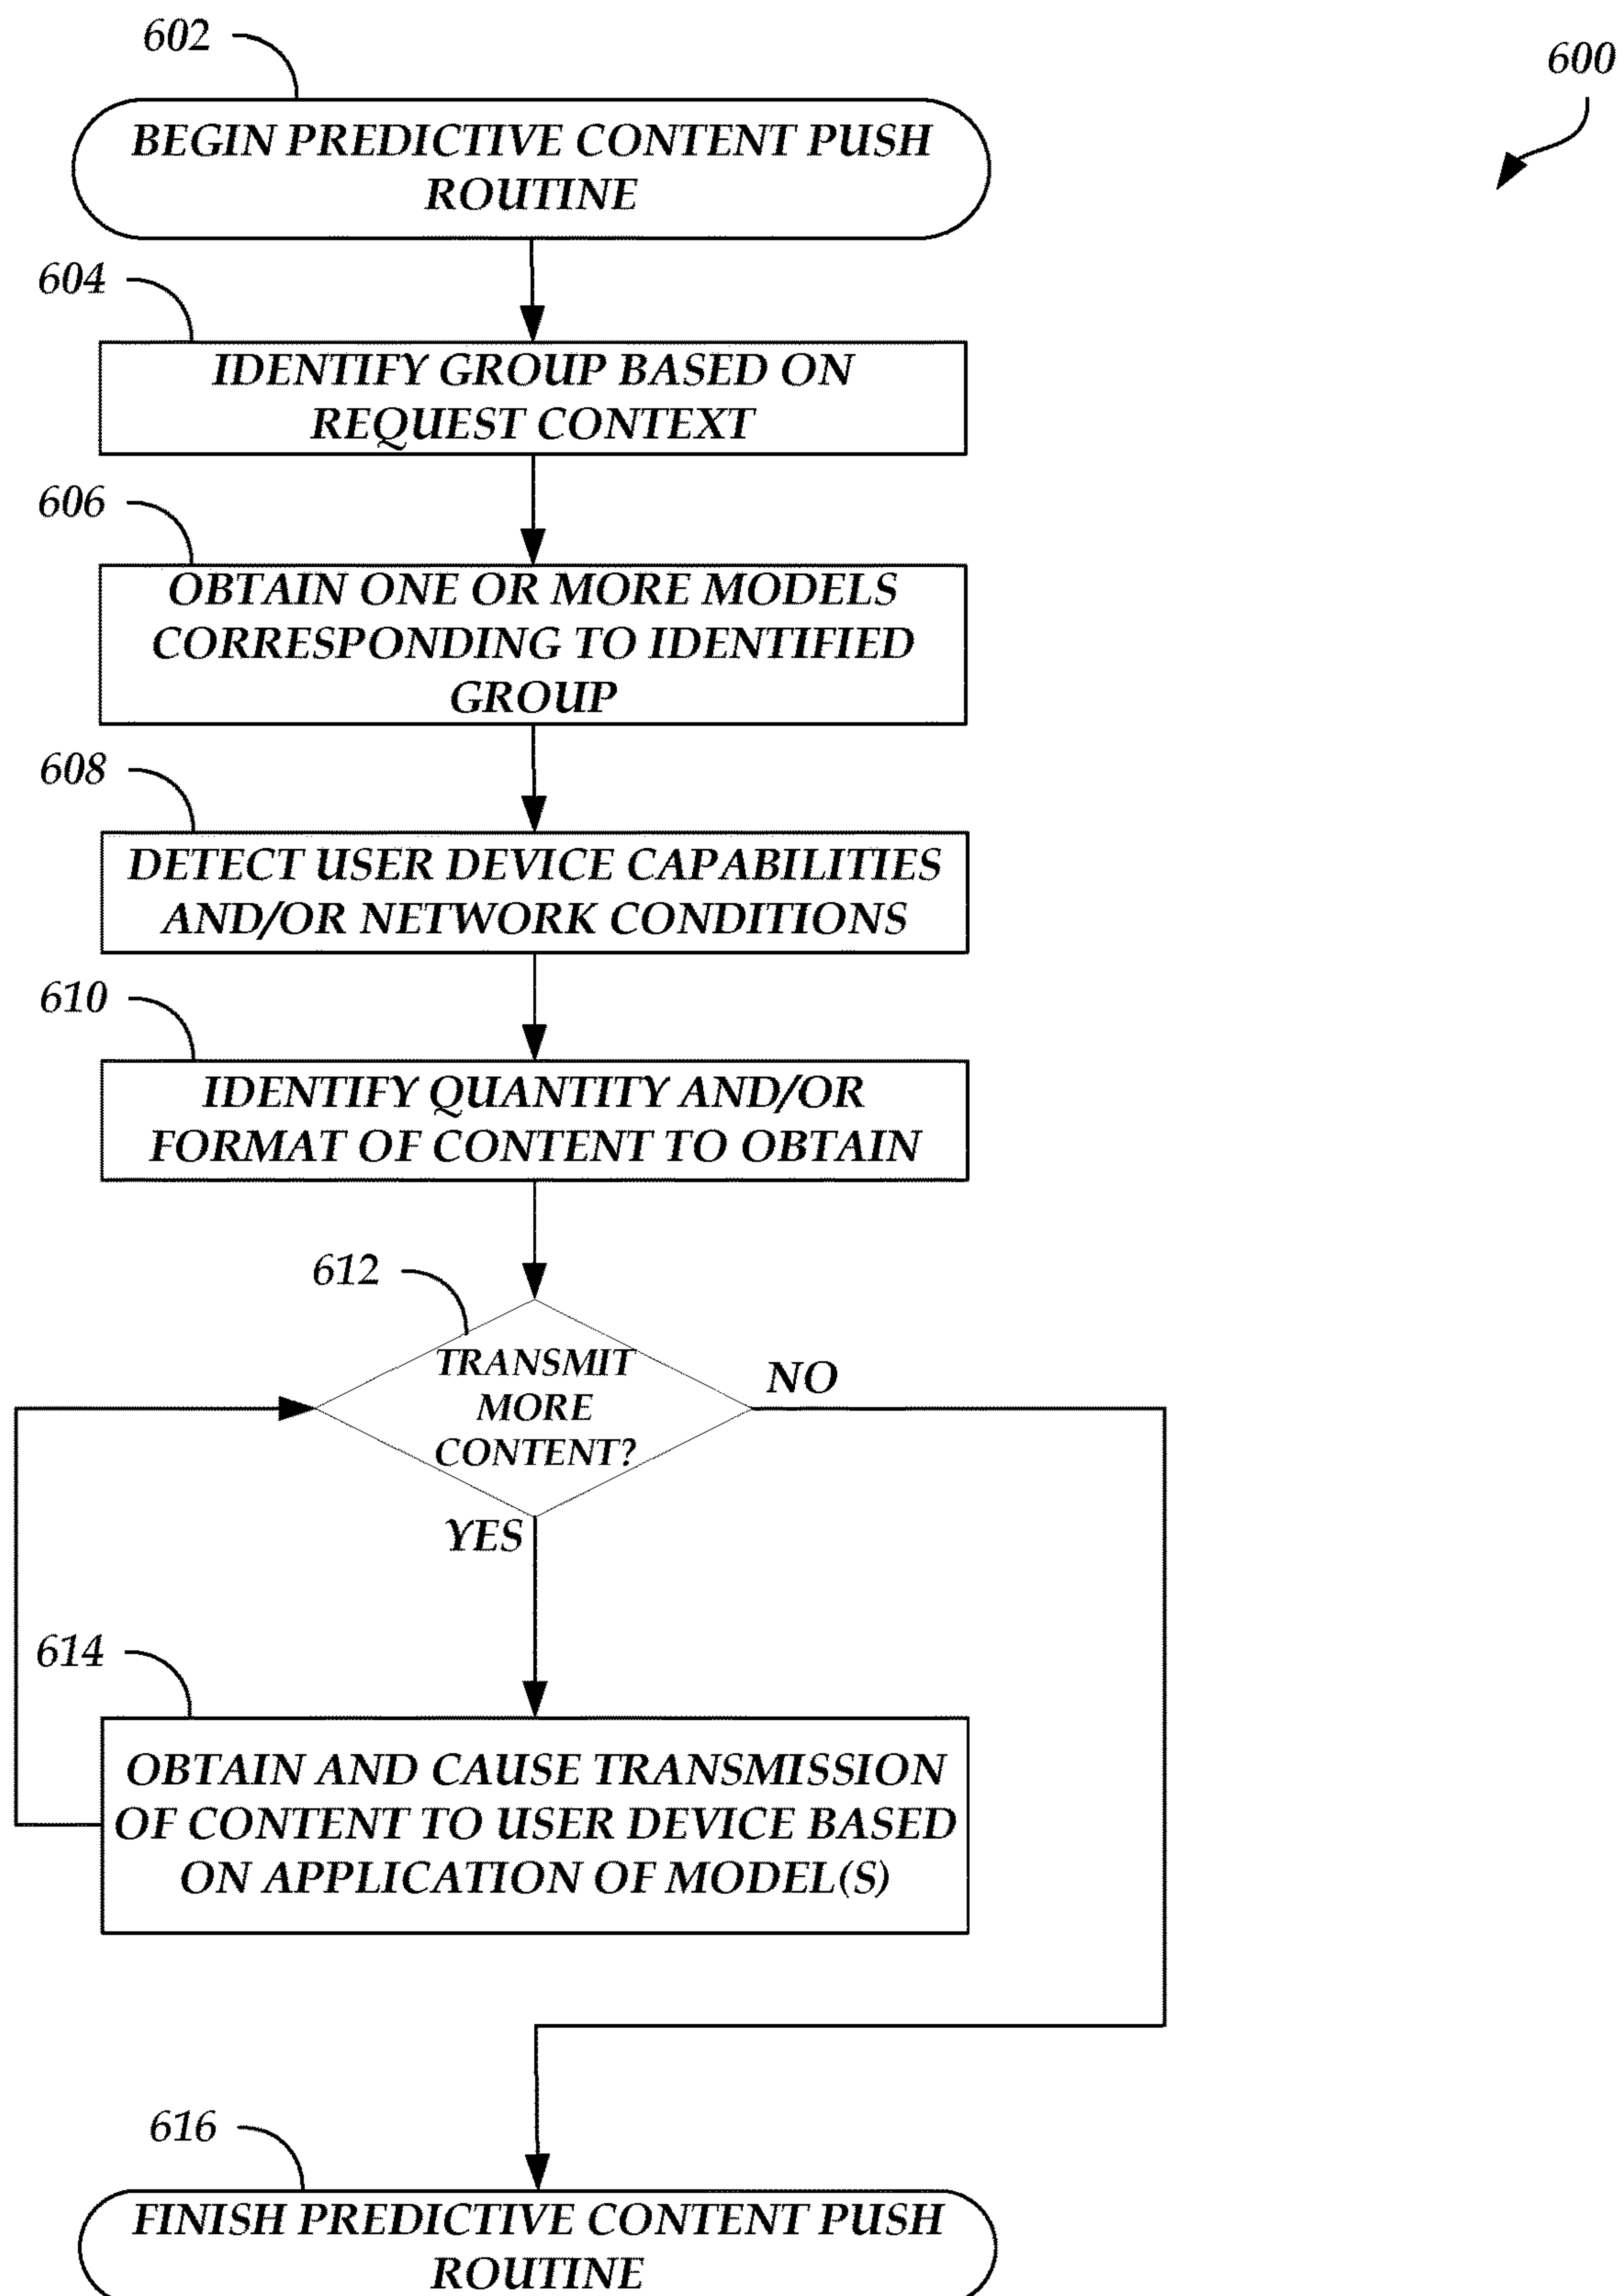 602
600
BEGIN PREDICTIVE CONTENT PUSH
ROUTINE
604
IDENTIFY GROUP BASED ON
REQUEST CONTEXT
606
OBTAIN ONE OR MORE MODELS
CORRESPONDING TO IDENTIFIED
GROUP
608
DETECT USER DEVICE CAPABILITIES
AND/OR NETWORK CONDITIONS
610
IDENTIFY QUANTITY AND/OR
FORMAT OF CONTENT TO OBTAIN
612
TRANSMIT
MORE
CONTENT?
NO
YES
614
OBTAIN AND CAUSE TRANSMISSION
OF CONTENT TO USER DEVICE BASED
ON APPLICATION OF MODEL(S)
616
FINISH PREDICTIVE CONTENT PUSH
ROUTINE